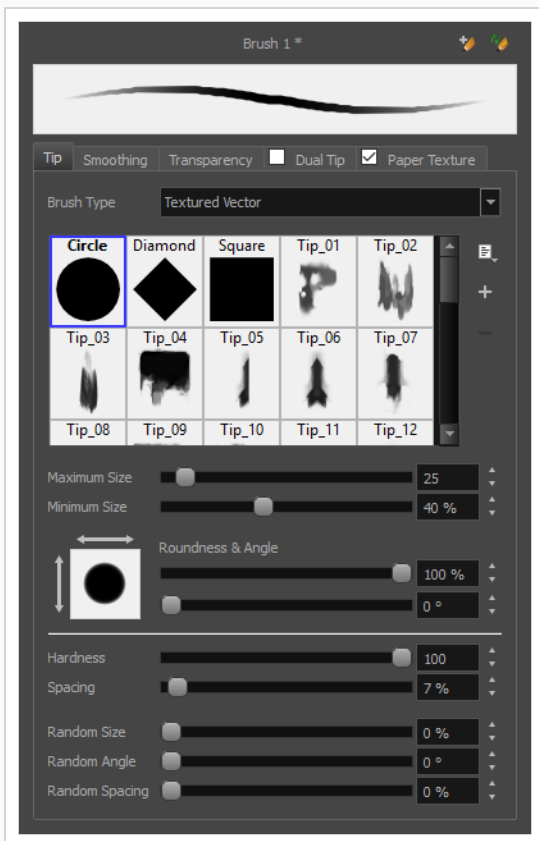 Brush 1 *
Tip Smoothing Transparency Dual Tip Paper Texture
Brush Type Textured Vector
Circle Diamond Square Tip_01 Tip_02
Tip_03 Tip_04 Tip_05 Tip_06 Tip_07
Tip_08 Tip_09 Tip_10 Tip_11 Tip_12
Maximum Size 25
Minimum Size 40 %
Roundness & Angle
100 %
0 °
Hardness 100
Spacing 7 %
Random Size 0 %
Random Angle 0 °
Random Spacing 0 %